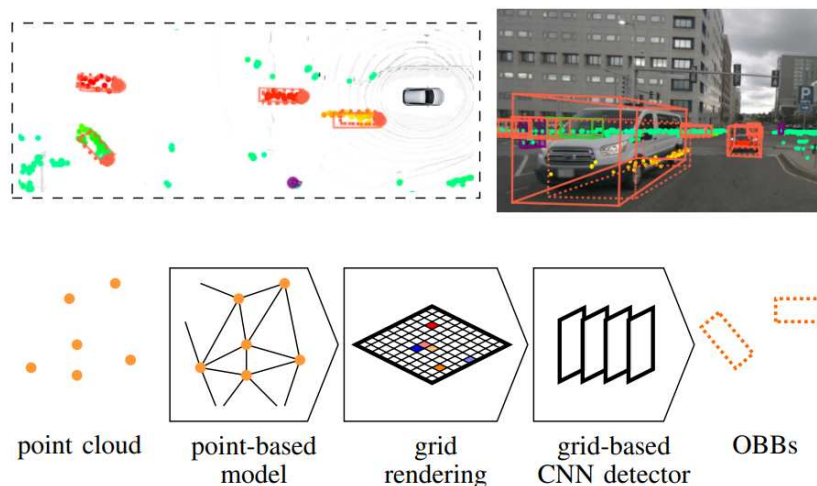 point cloud
point-based
model
grid
rendering
grid-based
CNN detector
OBBs
P